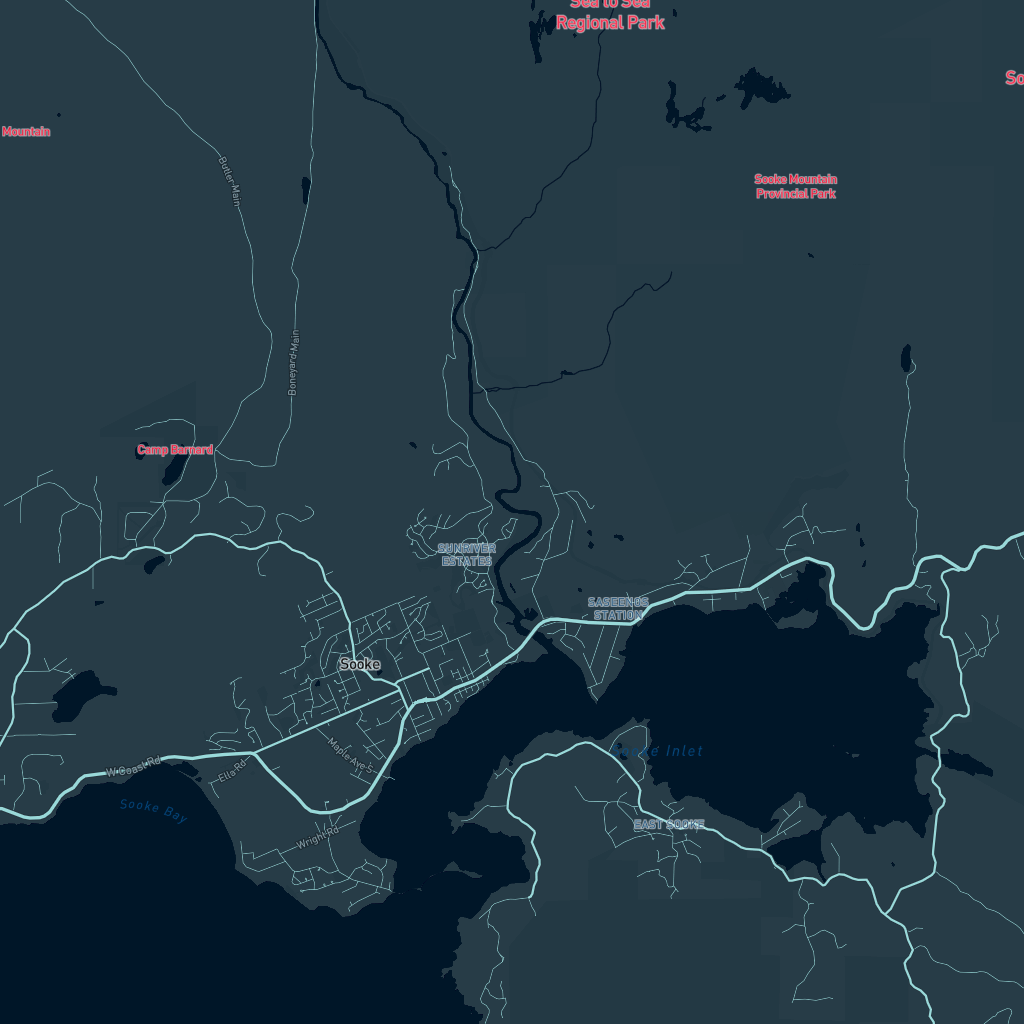 Sea to Sea
Regional Park
So
Mountain
Sooke Mountain
Provincial Park
Butler Main
Boneyard Main
Camp Barnard
SUNRIVER
ESTATES
SASEENOS
STATION
Sooke
Maple Ave S
Sooke Inlet
W Coast Rd
Ella Rd
Sooke Bay
EAST SOOKE
Wright Rd